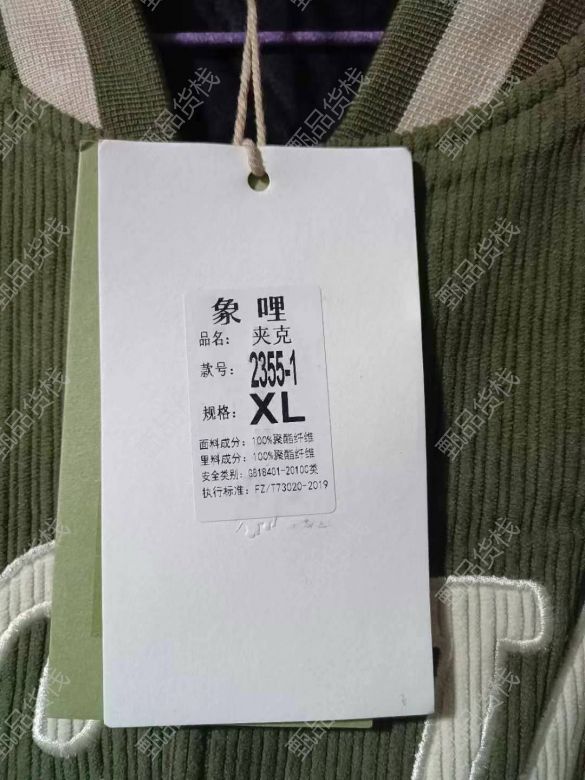 象 哩
品名： 夹克
款号： 2355-1
规格： XL
面料成分：100%聚酯纤维
里料成分：100%聚酯纤维
安全类别：GB18401-2010C类
执行标准：FZ/T73020-2019
甄品货栈